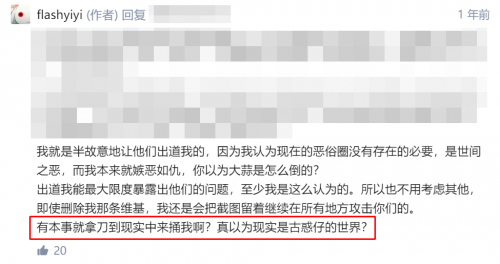 flashyiyi (作者) 回复
1 年前
我就是半故意地让他们出道我的，因为我认为现在的恶俗圈没有存在的必要，是世间
之恶，而我本来就嫉恶如仇，你以为大蒜是怎么倒的？
出道我能最大限度暴露出他们的问题，至少我是这么认为的。所以也不用考虑其他，
即使删除我那条维基，我还是会把截图留着继续在所有地方攻击你们的。
有本事就拿刀到现实中来捅我啊？真以为现实是古惑仔的世界？
20